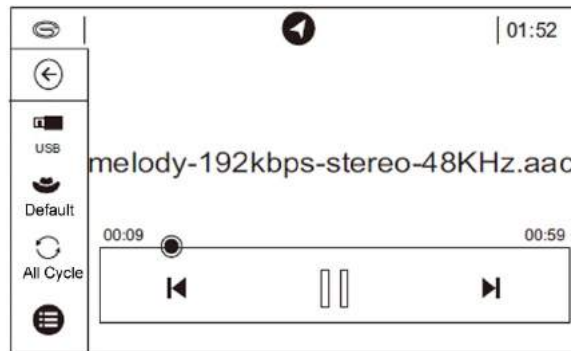 01:52
USB
melody-192kbps-stereo-48KHz.aac
Default
00:09 00:59
All Cycle